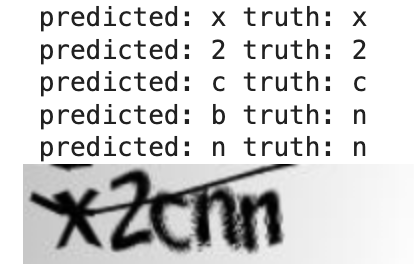 predicted: x truth: x
predicted: 2 truth: 2
predicted: c truth: c
predicted: b truth: n
predicted: n truth: n
x2cnn